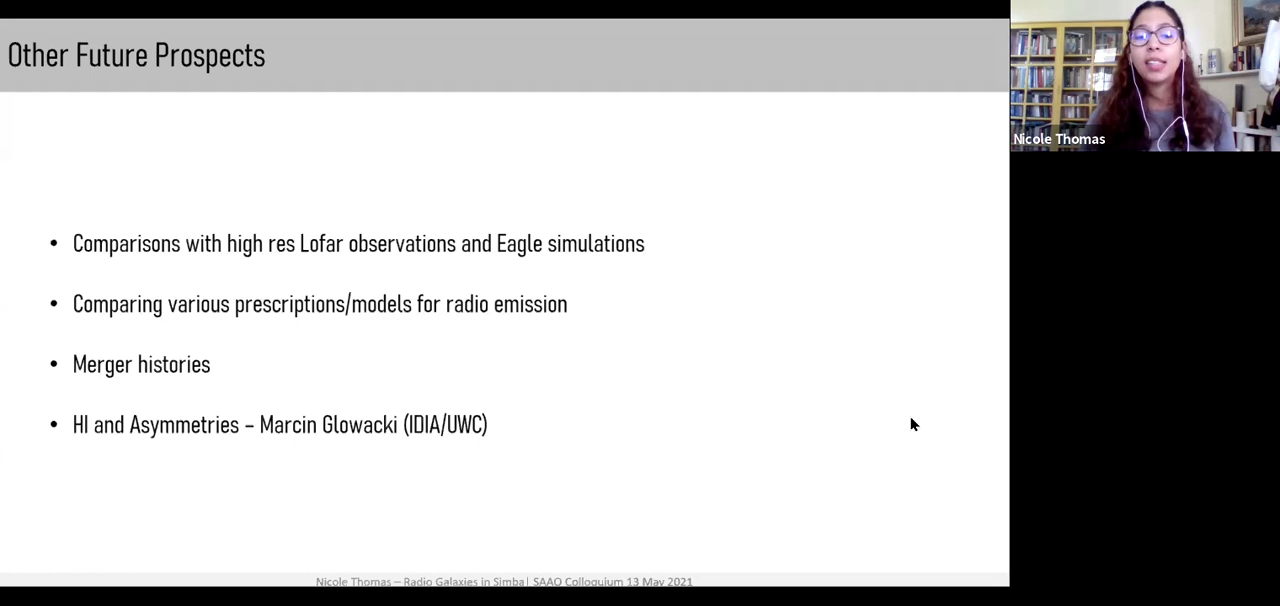 Other Future Prospects
Nicole Thomas
• Comparisons with high res Lofar observations and Eagle simulations
• Comparing various prescriptions/models for radio emission
• Merger histories
• HI and Asymmetries – Marcin Glowacki (IDIA/UWC)
Nicole Thomas – Radio Galaxies in Simba| SAAO Colloquium 13 May 2021